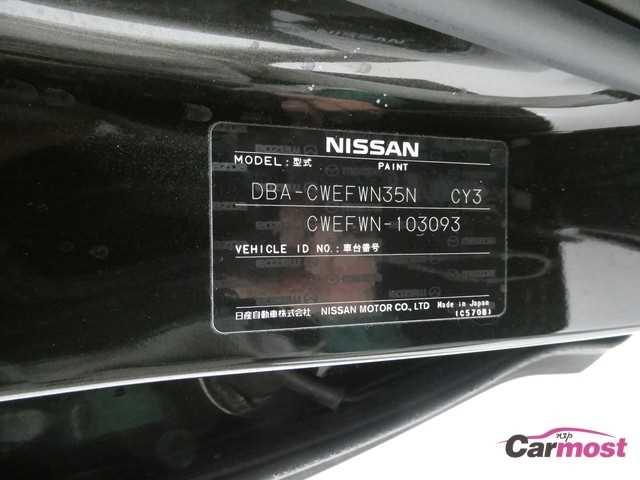 NISSAN
MODEL:型式 PAINT
DBA-CWEFWN35N CY3
CWEFWN-103093
VEHICLE ID NO.:車台番号
日産自動車株式会社 NISSAN MOTOR CO., LTD Made in Japan
(C570B)
n3p
Carmost